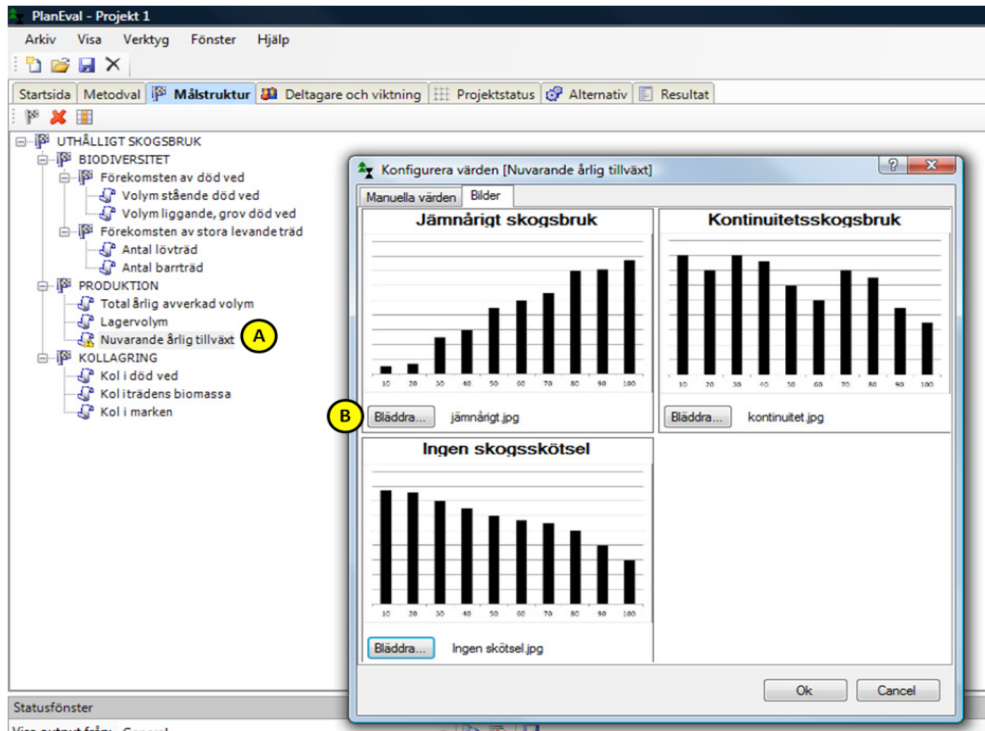 PlanEval - Projekt 1
Arkiv Visa Verktyg Fönster Hjälp
Startsida Metodval Målstruktur Deltagare och viktning Projektstatus Alternativ Resultat
UTHÅLLIGT SKOGSBRUK
BIODIVERSITET
Förekomsten av död ved
Volym stående död ved
Volym liggande, grov död ved
Förekomsten av stora levande träd
Antal lövträd
Antal barrträd
PRODUKTION
Total årlig avverkad volym
Lagervolym
Nuvarande årlig tillväxt
A
KOLLAGRING
Kol i död ved
Kol i trädens biomassa
Kol i marken
Konfigurera värden [Nuvarande årlig tillväxt]
Manuella värden Bilder
Jämnårigt skogsbruk
10 20 30 40 50 60 70 80 90 100
B
Bläddra... jämnårigt.jpg
Kontinuitetsskogsbruk
10 20 30 40 50 60 70 80 90 100
Bläddra... kontinuitet.jpg
Ingen skogsskötsel
10 20 30 40 50 60 70 80 90 100
Bläddra... Ingen skötsel.jpg
Ok Cancel
Statusfönster
Visa output från: General